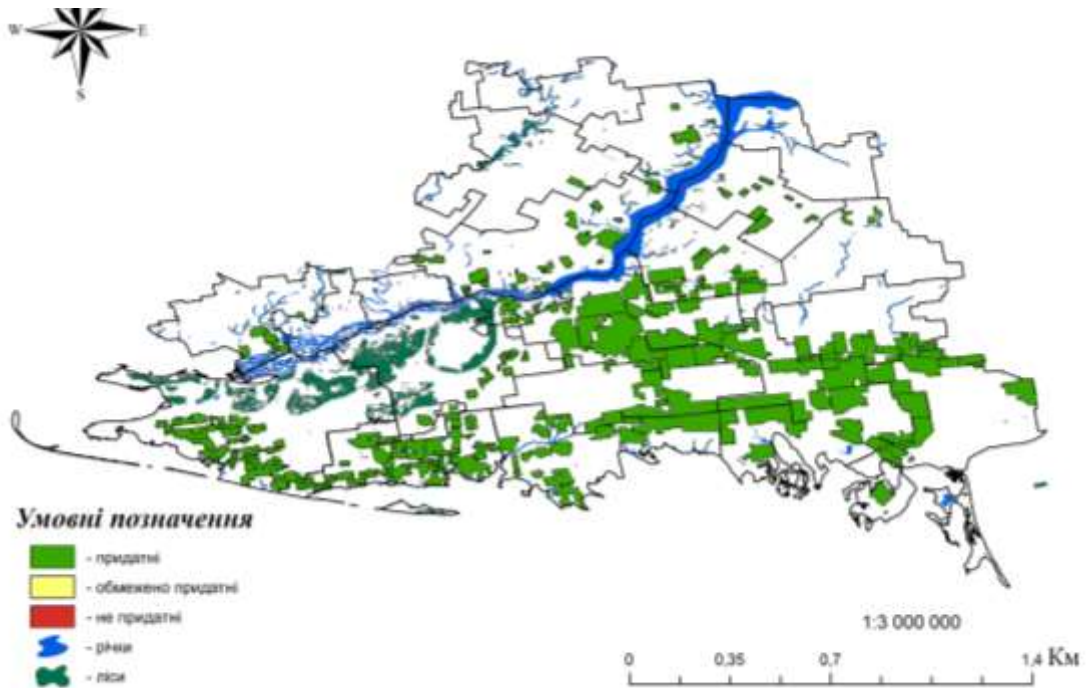 W E
S
Умовні позначення
- придатні
- обмежено придатні
- не придатні
- річки
- ліси
1:3 000 000
0 0,35 0,7 1,4 Км